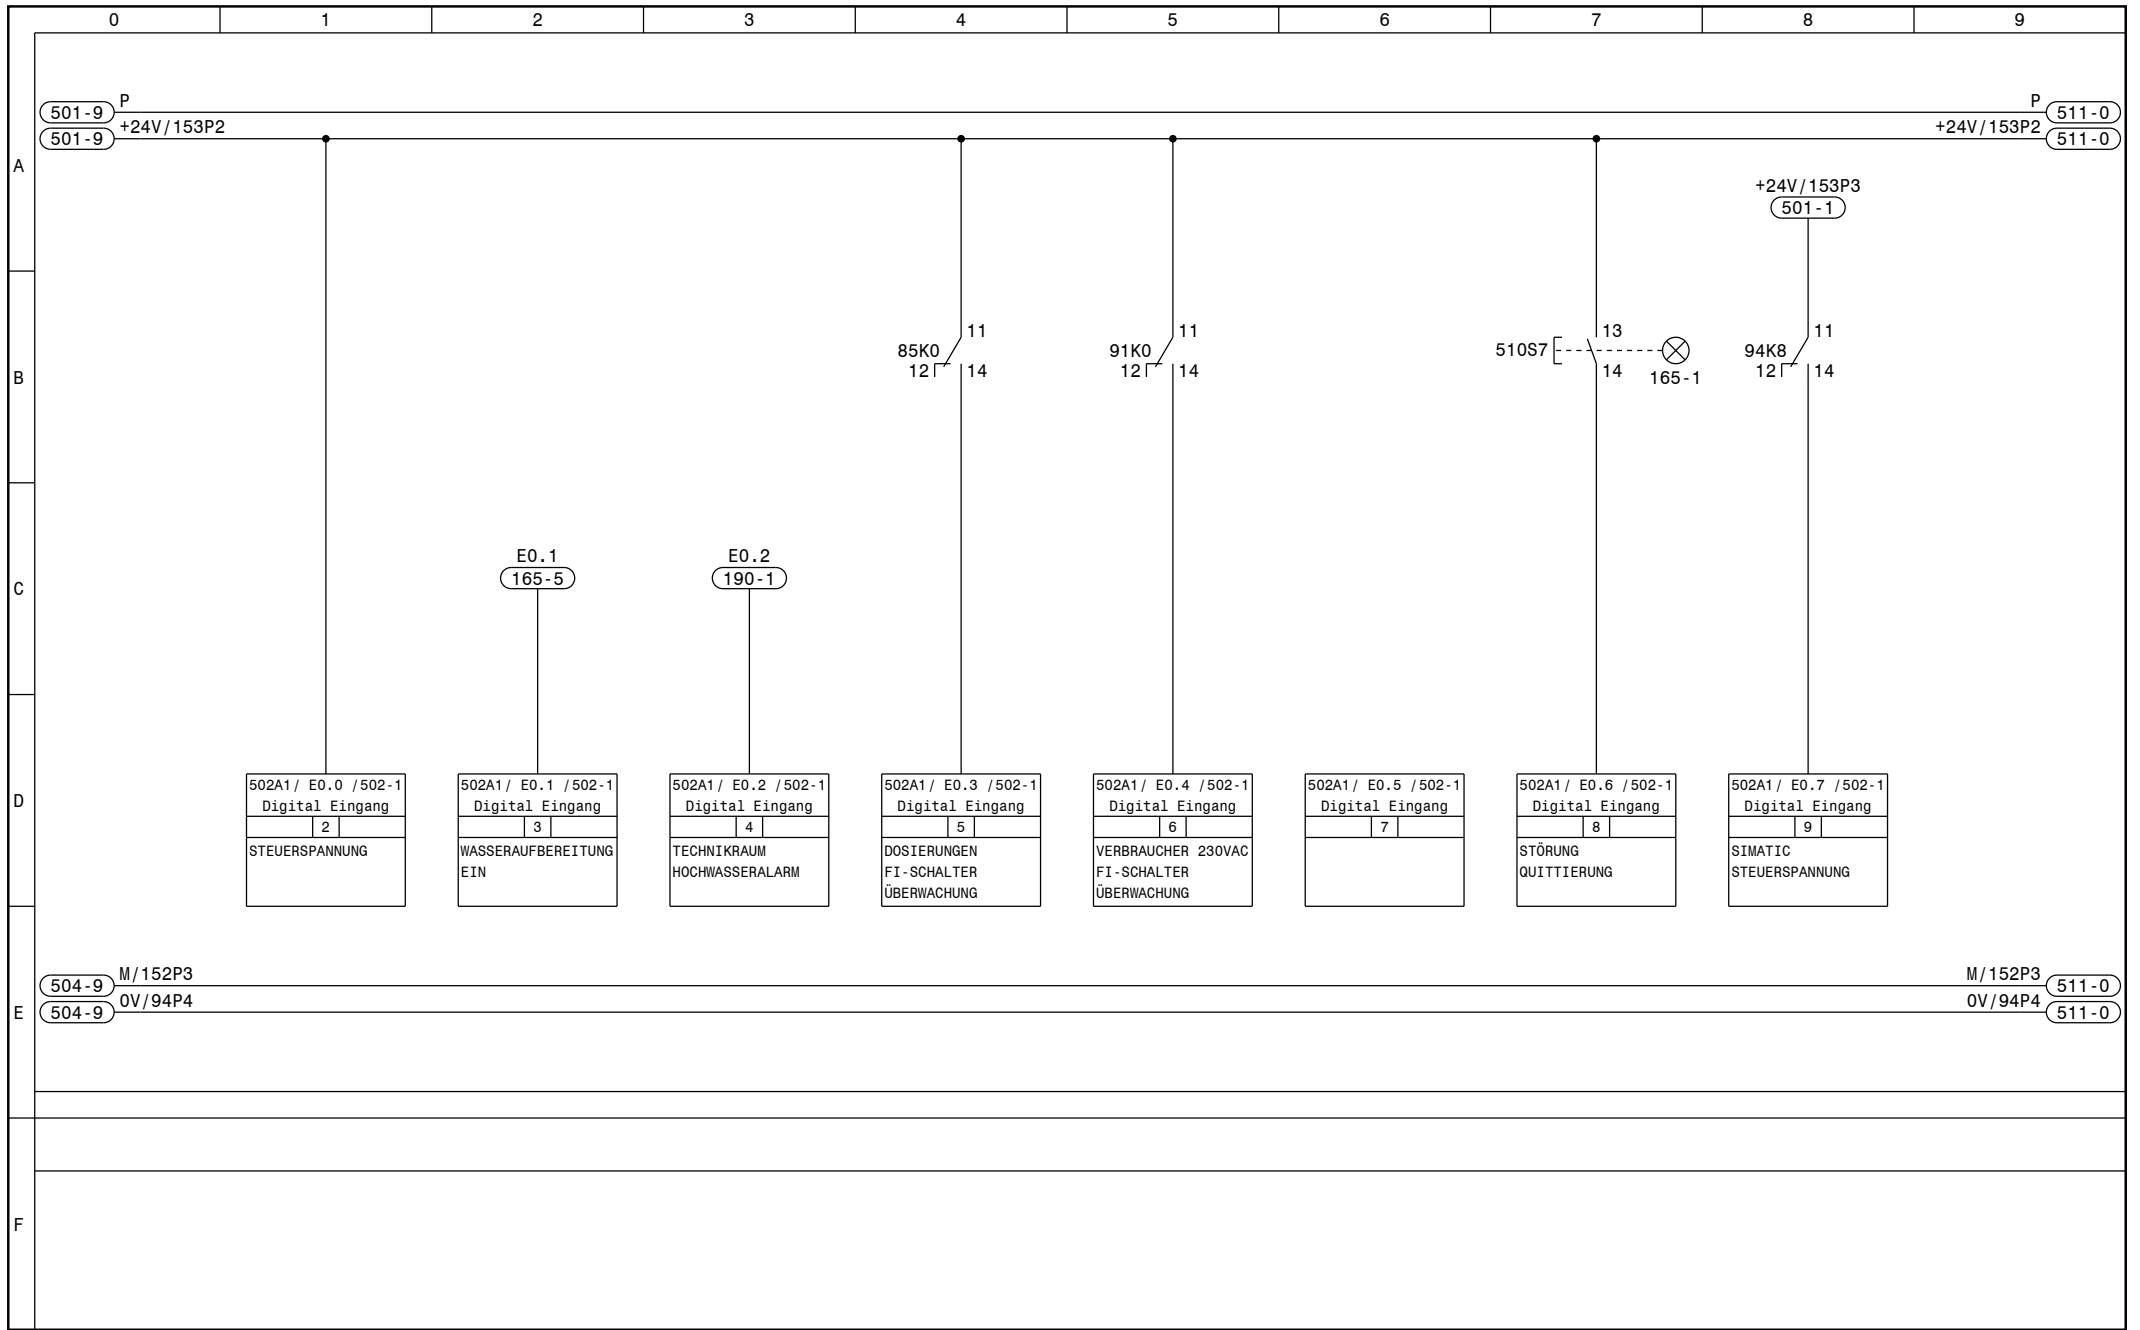 0 1 2 3 4 5 6 7 8 9
P P
501-9 511-0
+24V/153P2 +24V/153P2
501-9 511-0
A
+24V/153P3
501-1
11 11 13 11
85K0 91K0 510S7 94K8
12 14 12 14 14 12 14
165-1
B
E0.1 E0.2
165-5 190-1
C
502A1/ E0.0 /502-1 502A1/ E0.1 /502-1 502A1/ E0.2 /502-1 502A1/ E0.3 /502-1 502A1/ E0.4 /502-1 502A1/ E0.5 /502-1 502A1/ E0.6 /502-1 502A1/ E0.7 /502-1
D
Digital Eingang Digital Eingang Digital Eingang Digital Eingang Digital Eingang Digital Eingang Digital Eingang Digital Eingang
2 3 4 5 6 7 8 9
STEUERSPANNUNG WASSERAUFBEREITUNG TECHNIKRAUM DOSIERUNGEN VERBRAUCHER 230VAC STÖRUNG SIMATIC
EIN HOCHWASSERALARM FI-SCHALTER FI-SCHALTER QUITTIERUNG STEUERSPANNUNG
ÜBERWACHUNG ÜBERWACHUNG
M/152P3 M/152P3
504-9 511-0
0V/94P4 0V/94P4
E 504-9 511-0
F